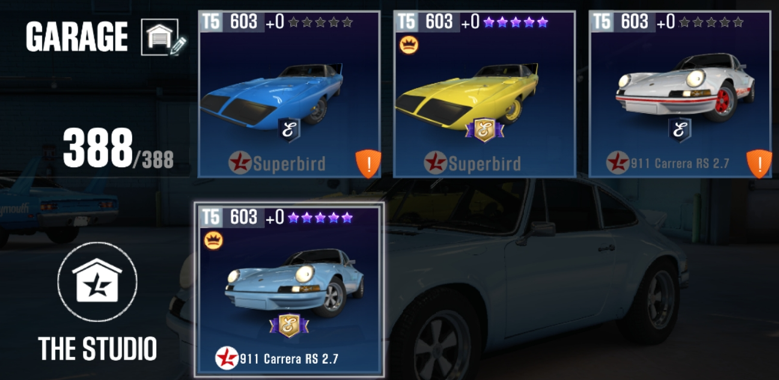 GARAGE
388/388
THE STUDIO
T5 603 +0
Superbird
T5 603 +0
Superbird
T5 603 +0
911 Carrera RS 2.7
T5 603 +0
911 Carrera RS 2.7